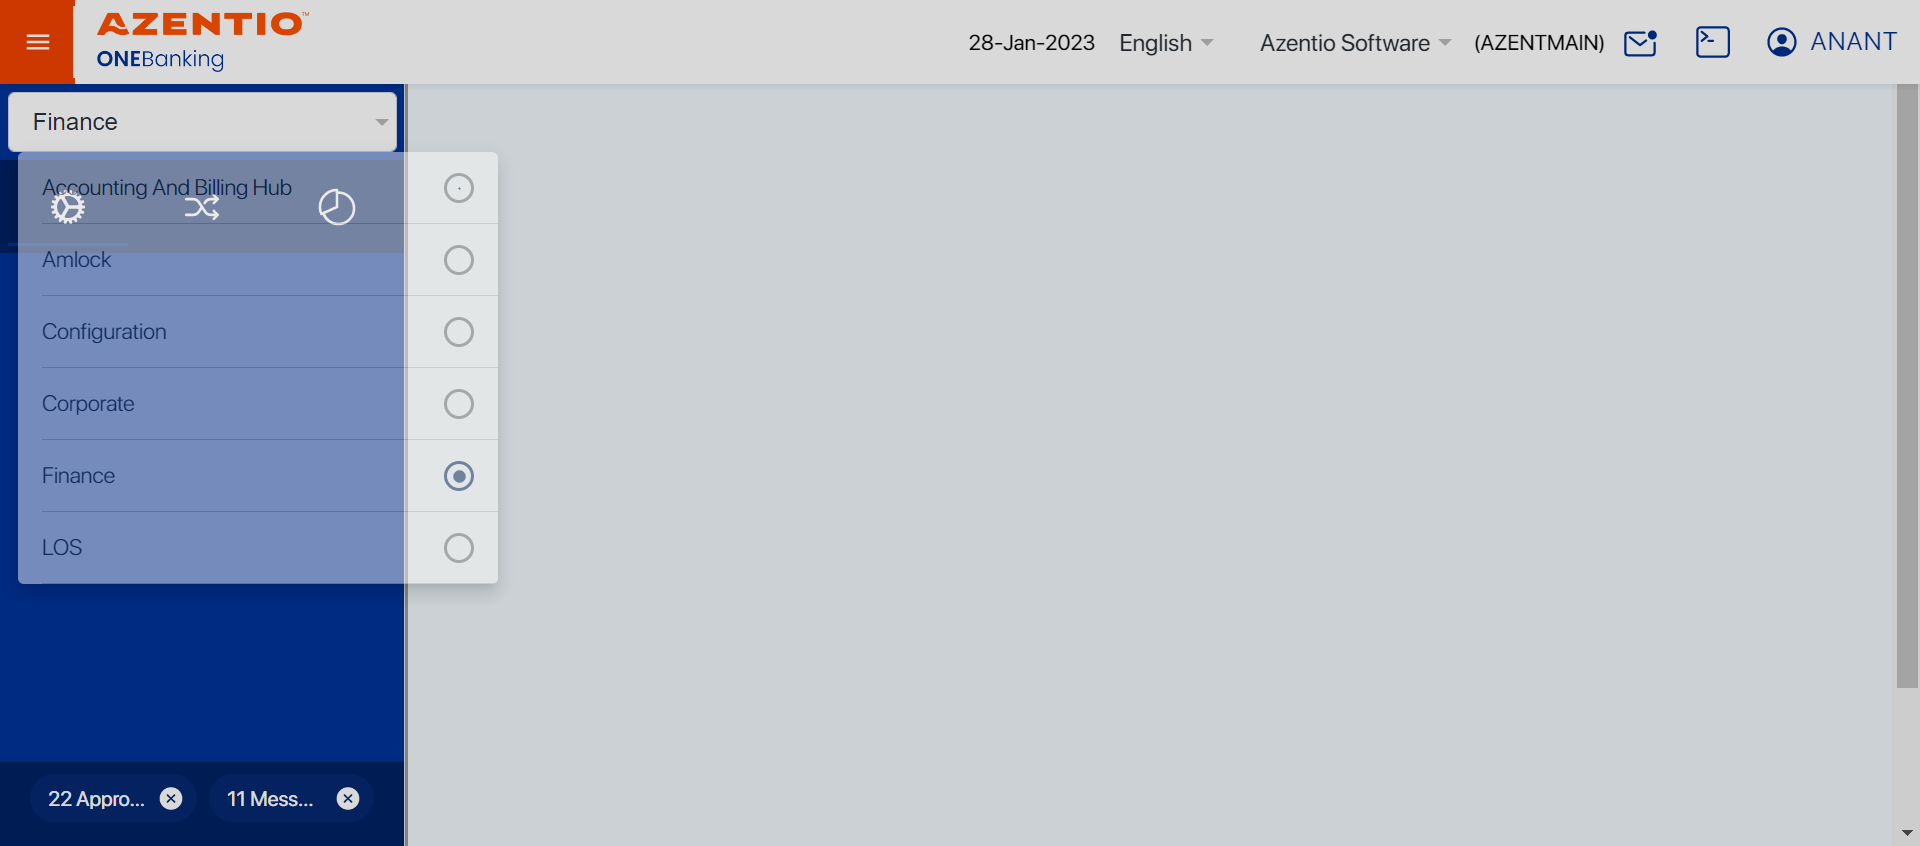 AZENTIO™
ONEBanking
28-Jan-2023 English Azentio Software (AZENTMAIN) ANANT
Finance
Accounting And Billing Hub
Amlock
Configuration
Corporate
Finance
LOS
22 Appro... 11 Mess...